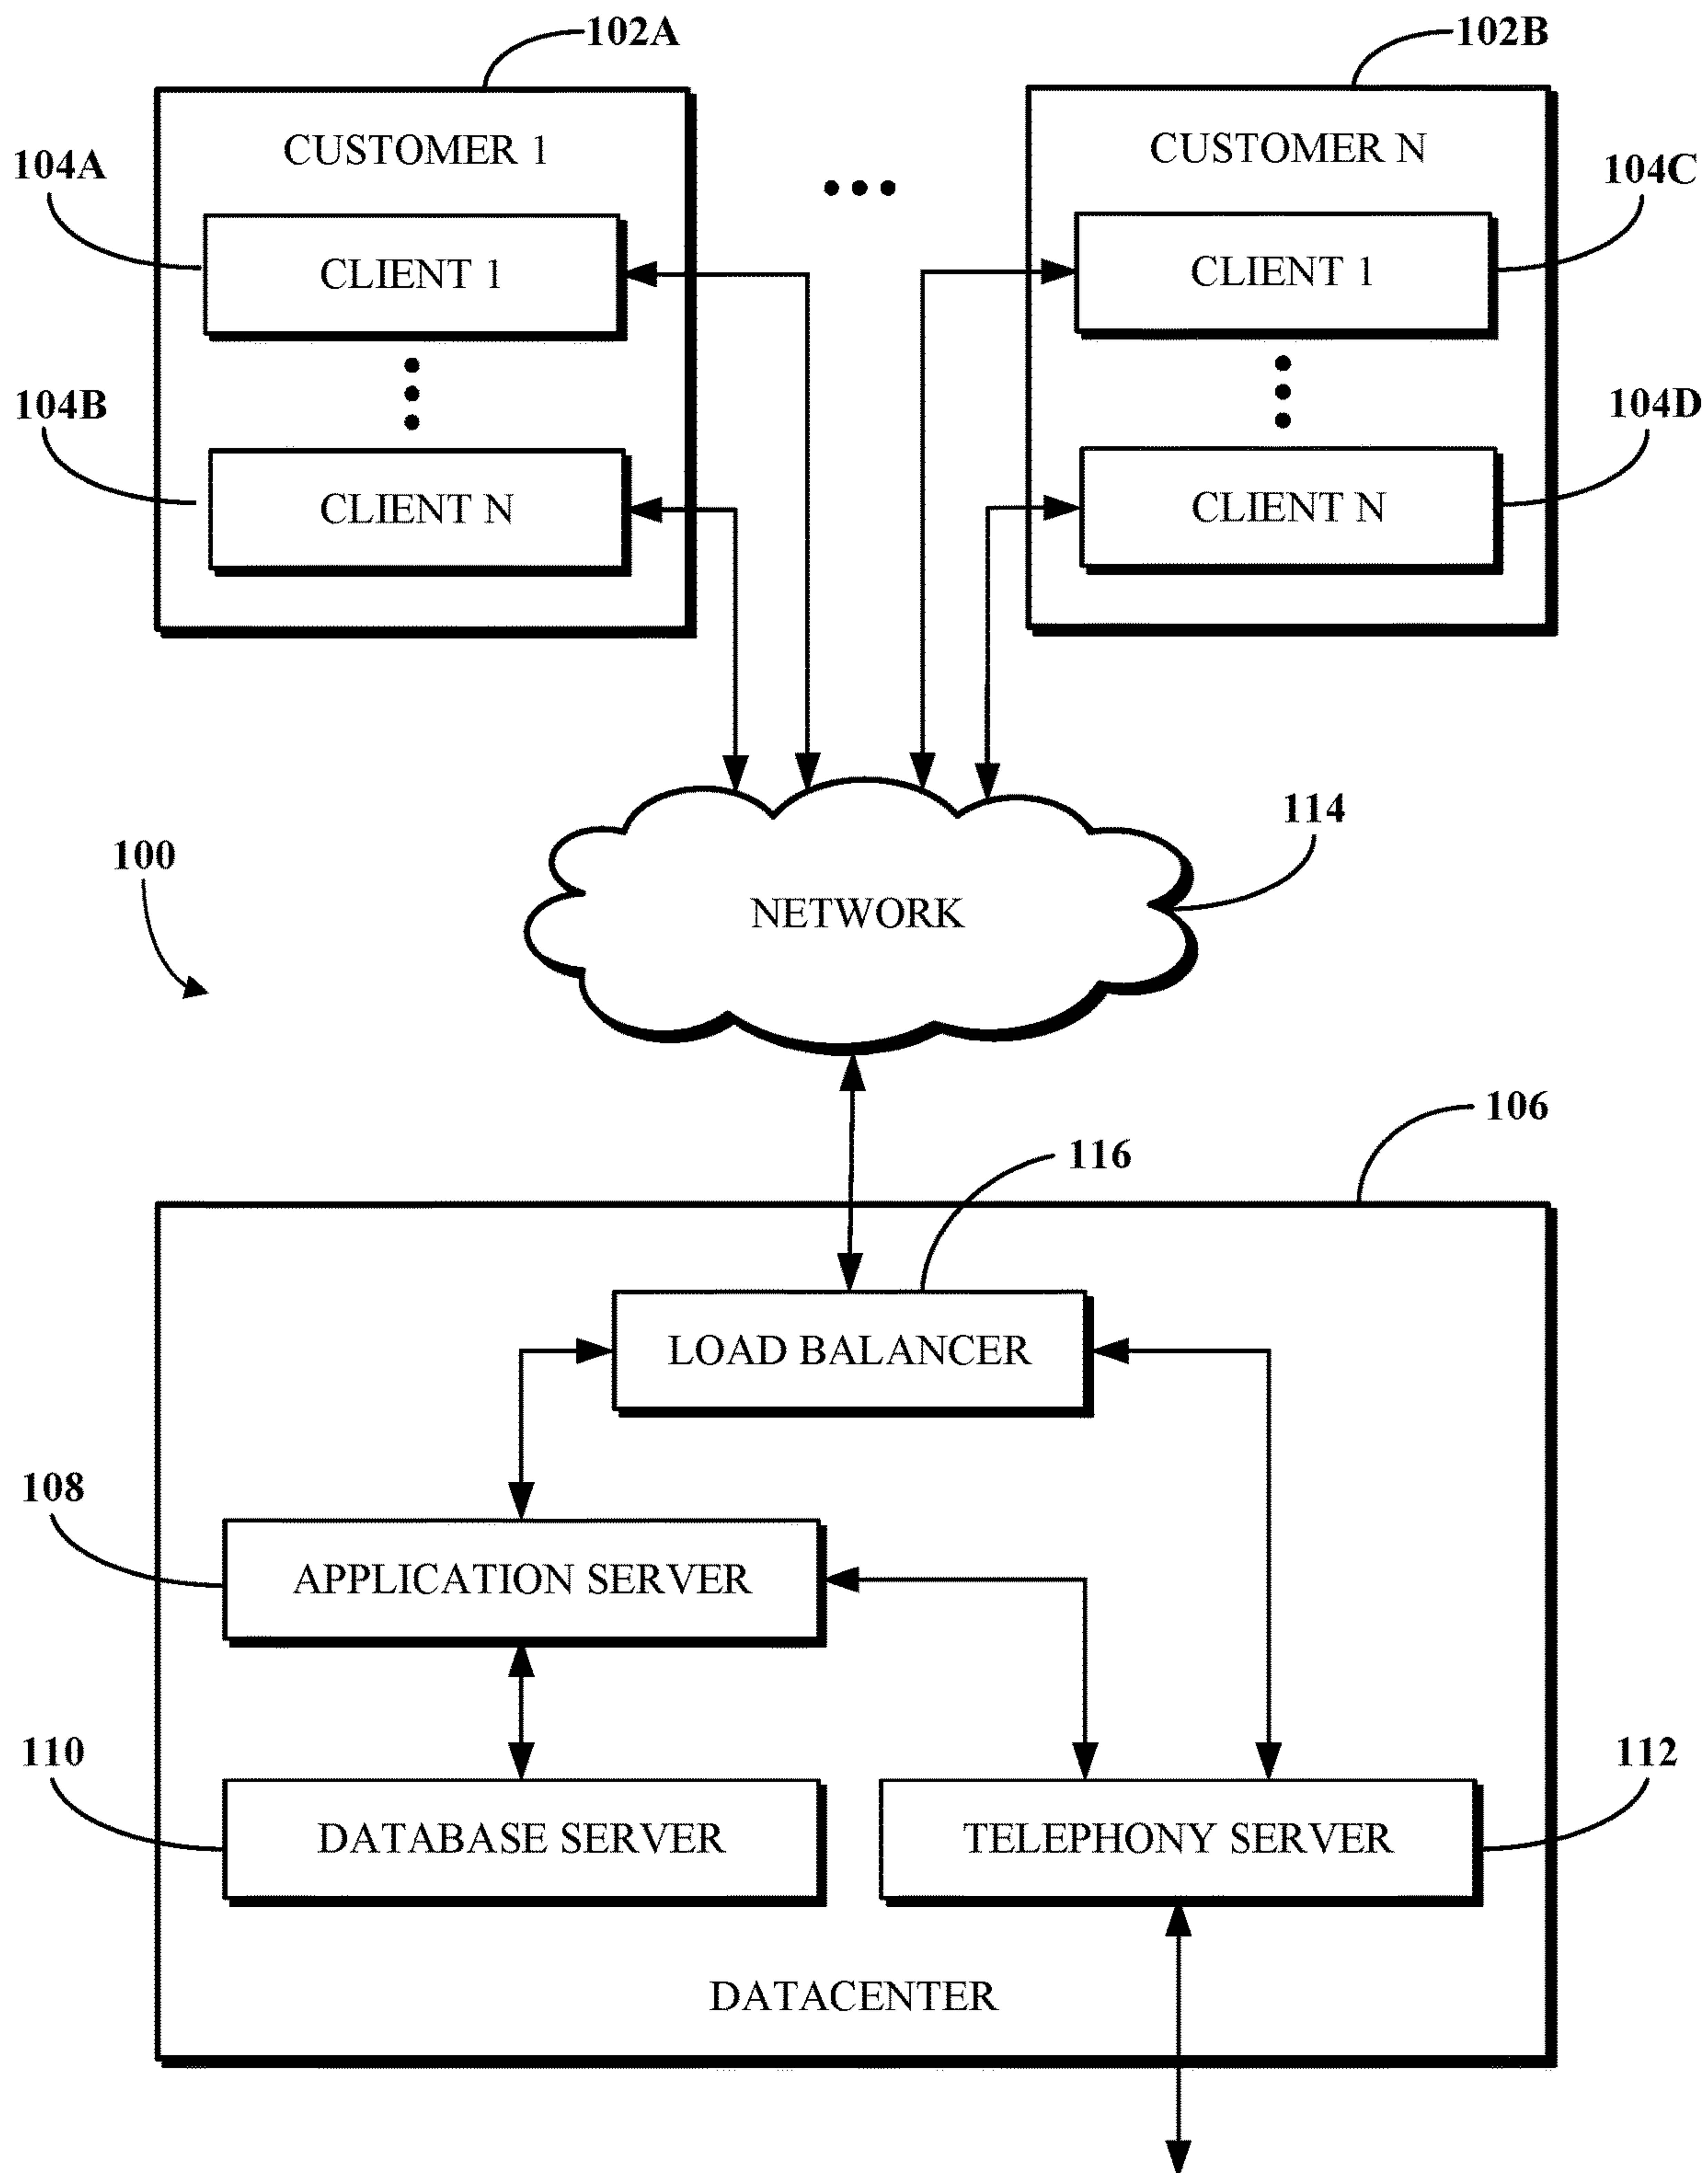 102A
102B
CUSTOMER 1
CUSTOMER N
104A
104C
CLIENT 1
CLIENT 1
104B
104D
CLIENT N
CLIENT N
114
100
NETWORK
106
116
LOAD BALANCER
108
APPLICATION SERVER
110
112
DATABASE SERVER
TELEPHONY SERVER
DATACENTER